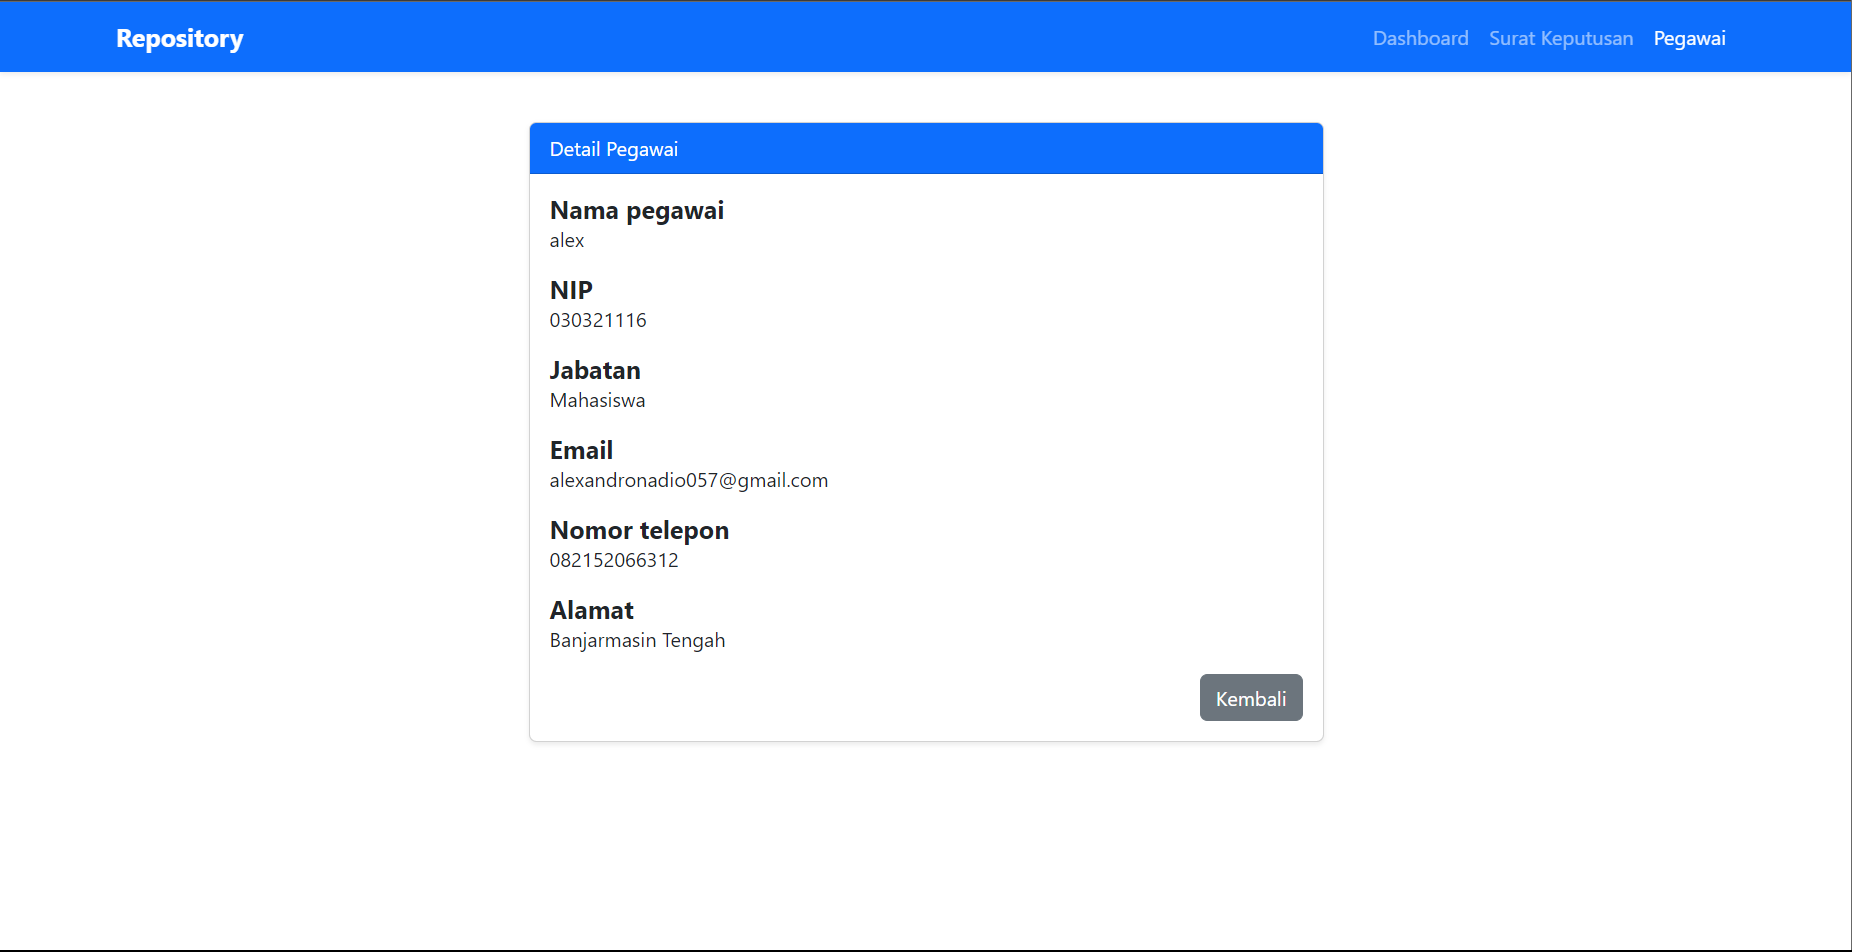 Repository
Dashboard Surat Keputusan Pegawai
Detail Pegawai
Nama pegawai
alex
NIP
030321116
Jabatan
Mahasiswa
Email
alexandronadio057@gmail.com
Nomor telepon
082152066312
Alamat
Banjarmasin Tengah
Kembali